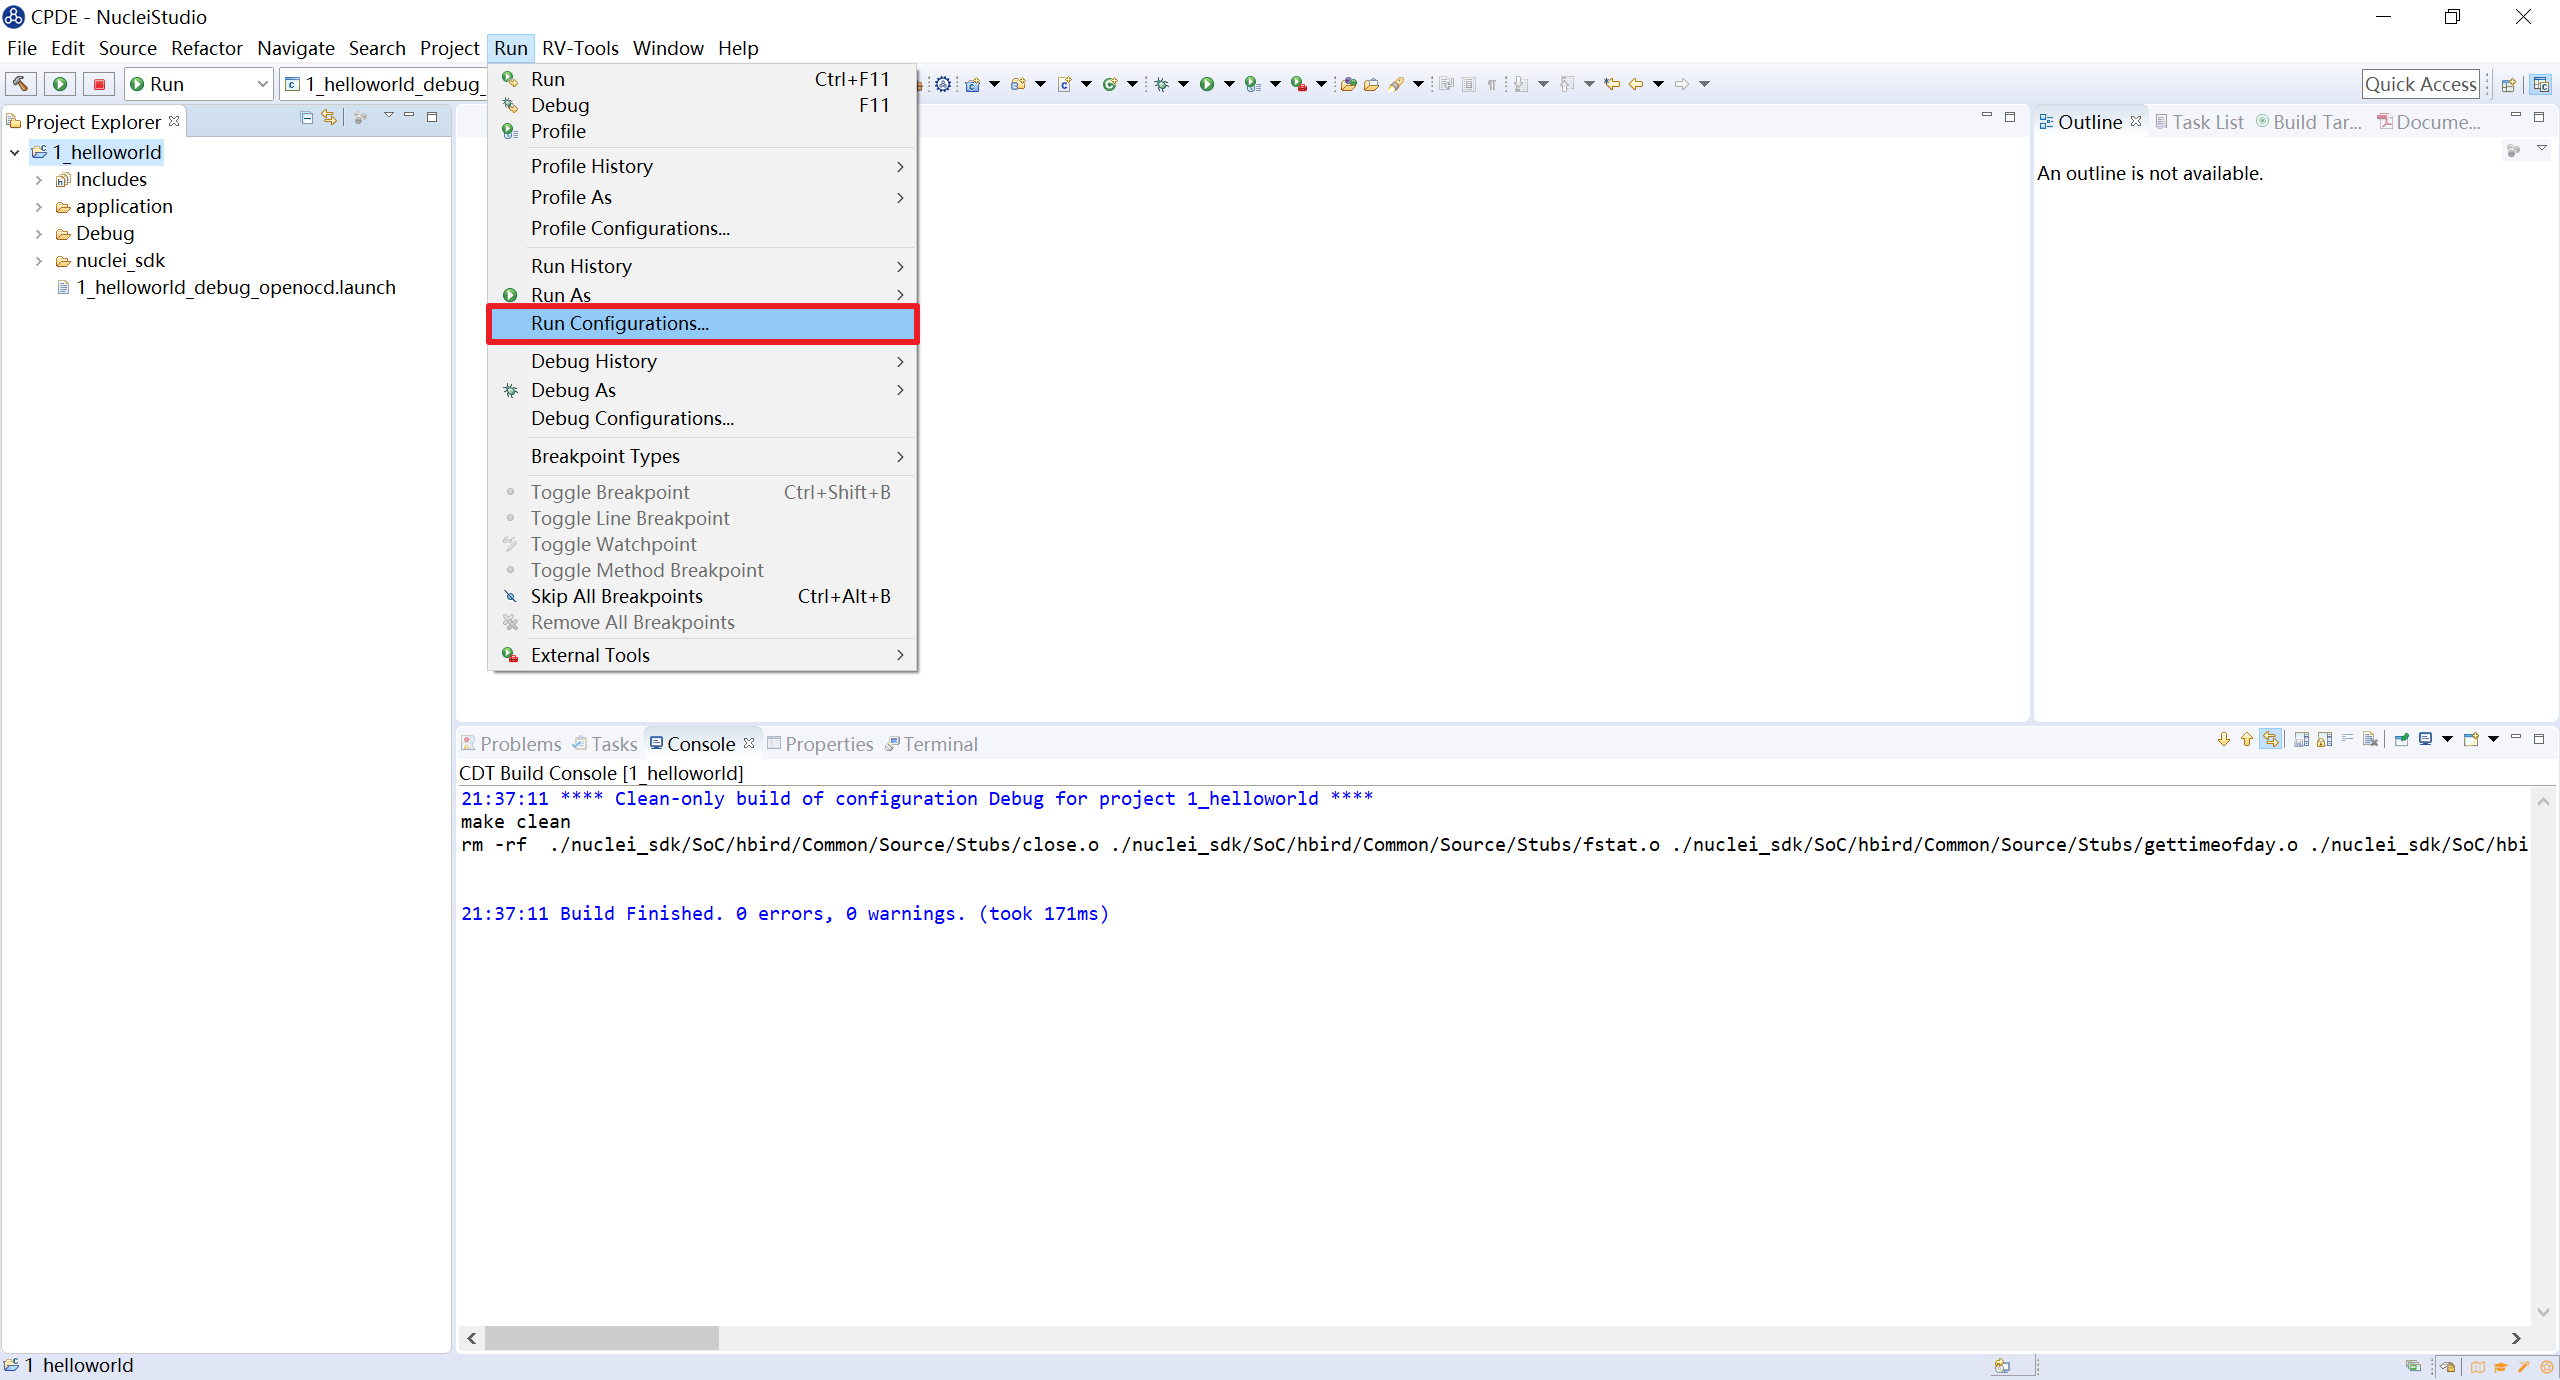 CPDE - NucleiStudio
File Edit Source Refactor Navigate Search Project Run RV-Tools Window Help
Run 1_helloworld_debug_ Quick Access
Run Ctrl+F11
Debug F11
Profile
Profile History
Profile As
Profile Configurations...
Run History
Run As
Run Configurations...
Debug History
Debug As
Debug Configurations...
Breakpoint Types
Toggle Breakpoint Ctrl+Shift+B
Toggle Line Breakpoint
Toggle Watchpoint
Toggle Method Breakpoint
Skip All Breakpoints Ctrl+Alt+B
Remove All Breakpoints
External Tools
Project Explorer
1_helloworld
Includes
application
Debug
nuclei_sdk
1_helloworld_debug_openocd.launch
Outline Task List Build Tar... Docume...
An outline is not available.
Problems Tasks Console Properties Terminal
CDT Build Console [1_helloworld]
21:37:11 **** Clean-only build of configuration Debug for project 1_helloworld ****
make clean
rm -rf  ./nuclei_sdk/SoC/hbird/Common/Source/Stubs/close.o ./nuclei_sdk/SoC/hbird/Common/Source/Stubs/fstat.o ./nuclei_sdk/SoC/hbird/Common/Source/Stubs/gettimeofday.o ./nuclei_sdk/SoC/hbi
21:37:11 Build Finished. 0 errors, 0 warnings. (took 171ms)
1 helloworld